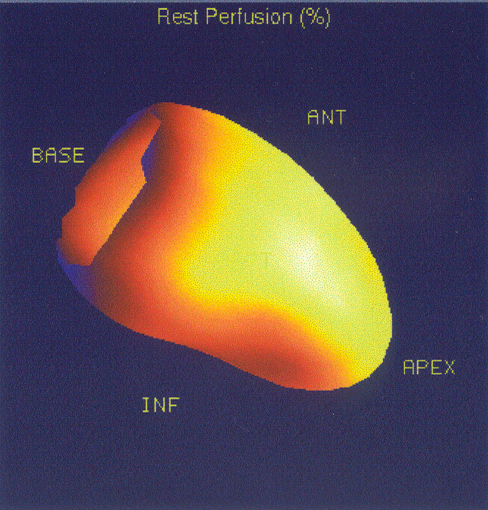 Rest Perfusion (%)
ANT
BASE
APEX
INF